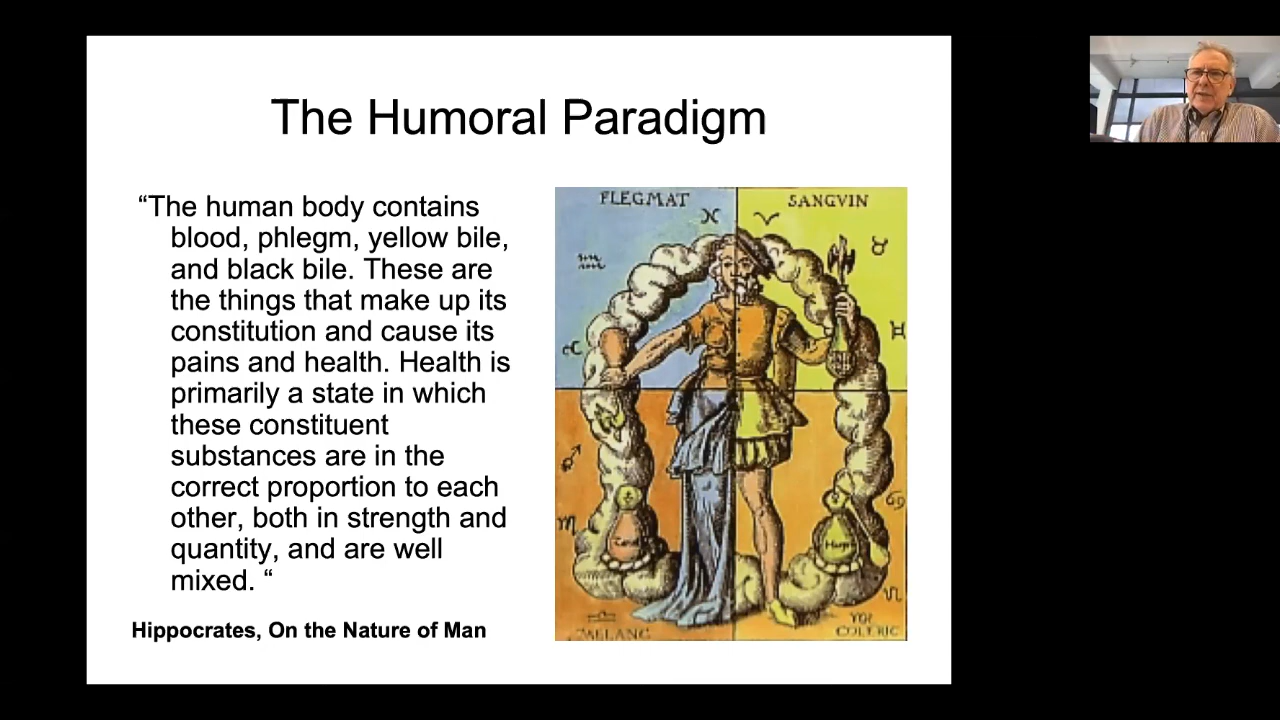 The Humoral Paradigm
“The human body contains
blood, phlegm, yellow bile,
and black bile. These are
the things that make up its
constitution and cause its
pains and health. Health is
primarily a state in which
these constituent
substances are in the
correct proportion to each
other, both in strength and
quantity, and are well
mixed. “
Hippocrates, On the Nature of Man
FLEGMAT
SANGVIN
COLERIC